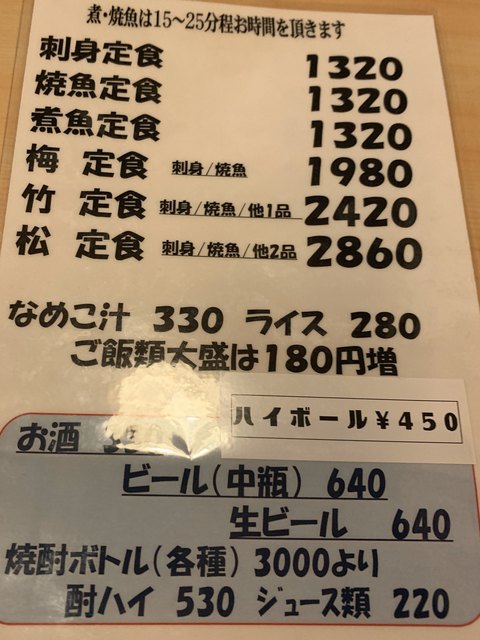 煮・焼魚は15～25分程お時間を頂きます
刺身定食 1320
焼魚定食 1320
煮魚定食 1320
梅 定食 刺身/焼魚 1980
竹 定食 刺身/焼魚/他1品 2420
松 定食 刺身/焼魚/他2品 2860
なめこ汁 330 ライス 280
ご飯類大盛は180円増
ハイボール￥450
お酒
ビール(中瓶) 640
生ビール 640
焼酎ボトル(各種) 3000より
酎ハイ 530 ジュース類 220